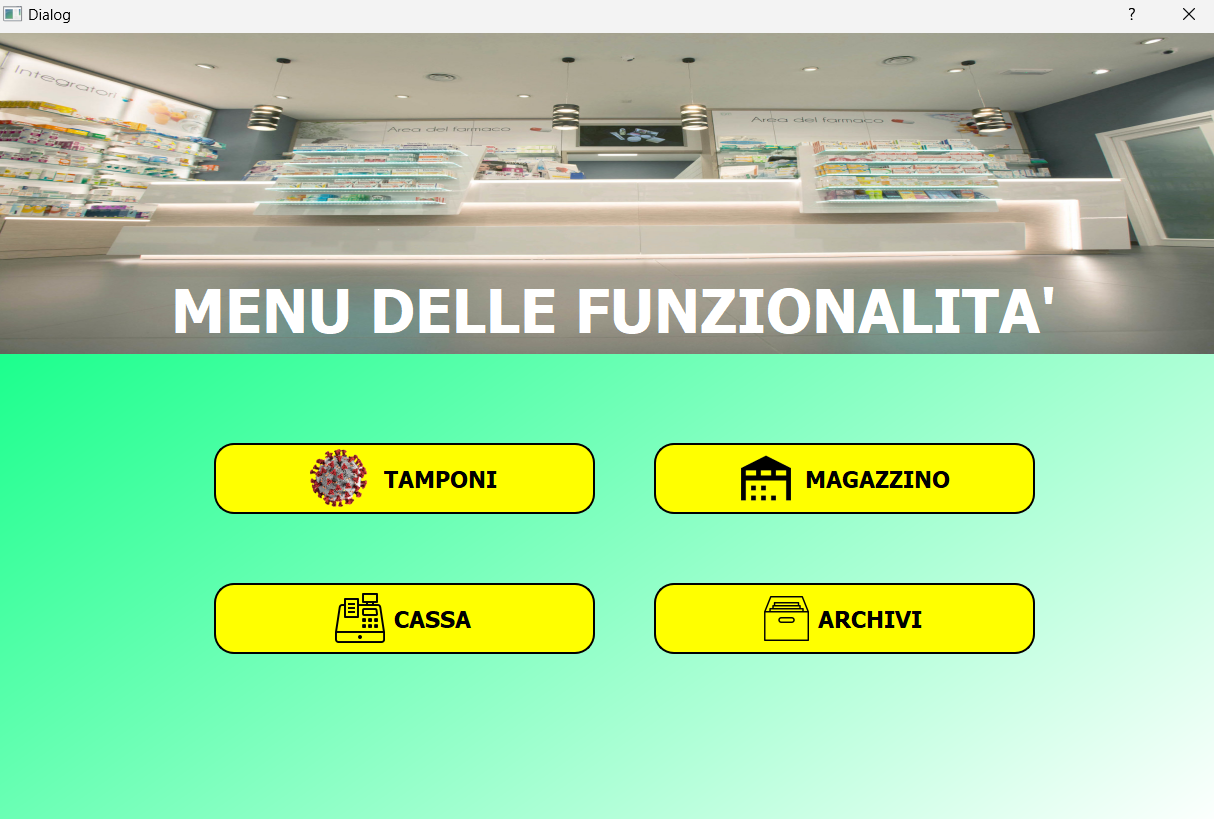 Dialog
?
Integratori
Area del farmaco
Area del farmaco
MENU DELLE FUNZIONALITA'
TAMPONI
MAGAZZINO
CASSA
ARCHIVI